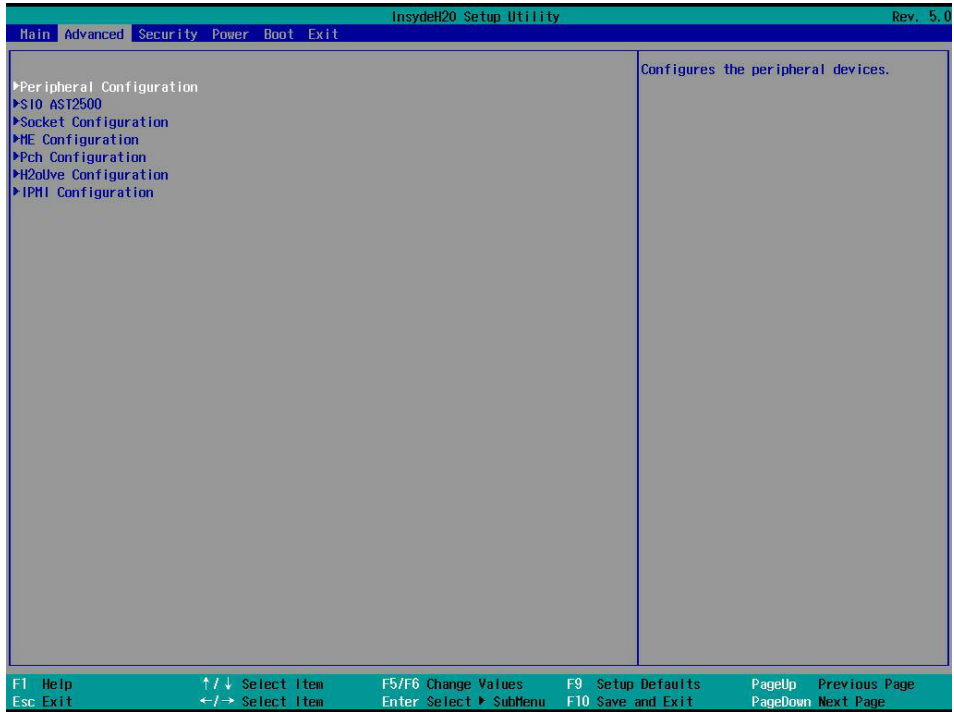 InsydeH20 Setup Utility Rev. 5.0
Main Advanced Security Power Boot Exit
Configures the peripheral devices.
▶Peripheral Configuration
▶SIO AST2500
▶Socket Configuration
▶ME Configuration
▶Pch Configuration
▶H2oUve Configuration
▶IPMI Configuration
F1 Help ↑/↓ Select Item F5/F6 Change Values F9 Setup Defaults PageUp Previous Page
Esc Exit ←/→ Select Item Enter Select ▶ SubMenu F10 Save and Exit PageDown Next Page